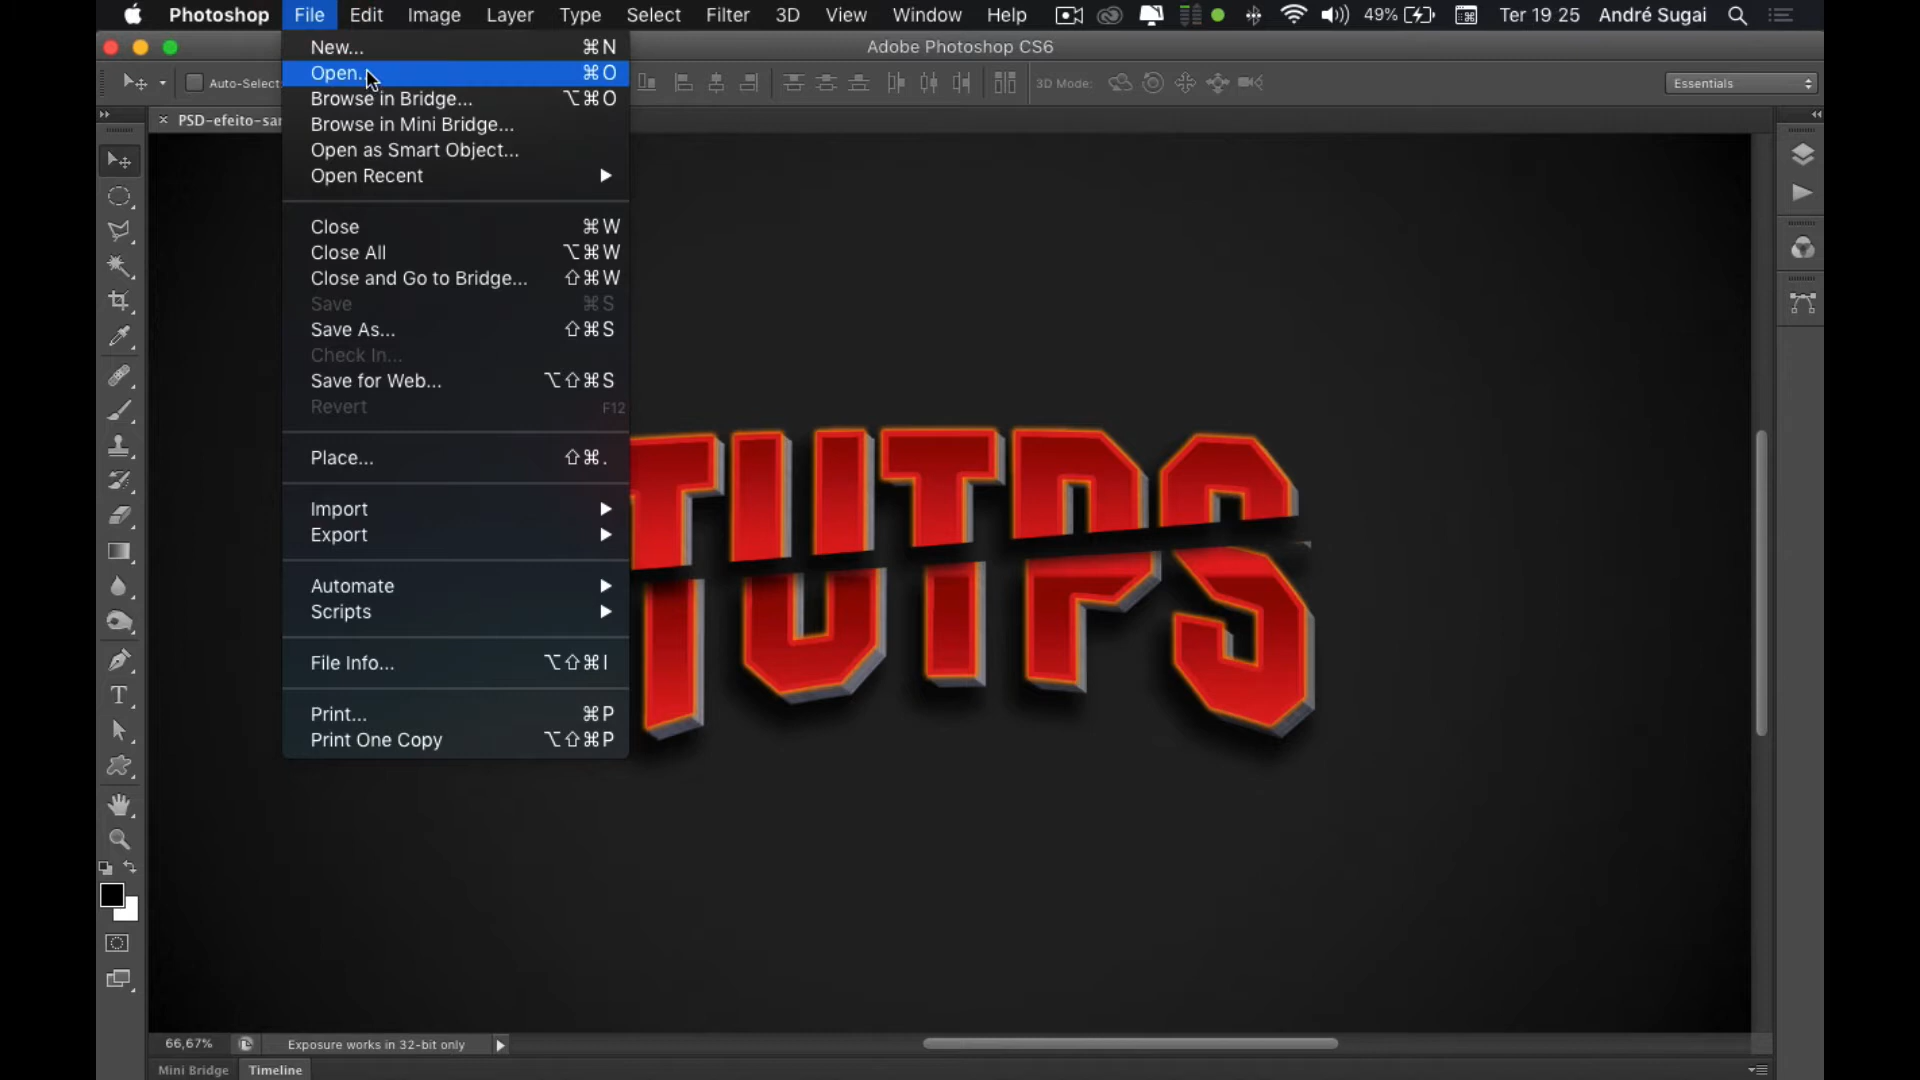 Photoshop File Edit Image Layer Type Select Filter 3D View Window Help 49% Ter 19 25 André Sugai
Adobe Photoshop CS6
New... ⌘N
Open... ⌘O
Browse in Bridge... ⌥⌘O
Browse in Mini Bridge... 
Open as Smart Object...
Open Recent
Close ⌘W
Close All ⌥⌘W
Close and Go to Bridge... ⇧⌘W
Save ⌘S
Save As... ⇧⌘S
Check In...
Save for Web... ⌥⇧⌘S
Revert F12
Place... ⇧⌘.
Import
Export
Automate
Scripts
File Info... ⌥⇧⌘I
Print... ⌘P
Print One Copy ⌥⇧⌘P
Auto-Select:
3D Mode:
Essentials
PSD-efeito-sa
TUTPS
66,67% Exposure works in 32-bit only
Mini Bridge Timeline